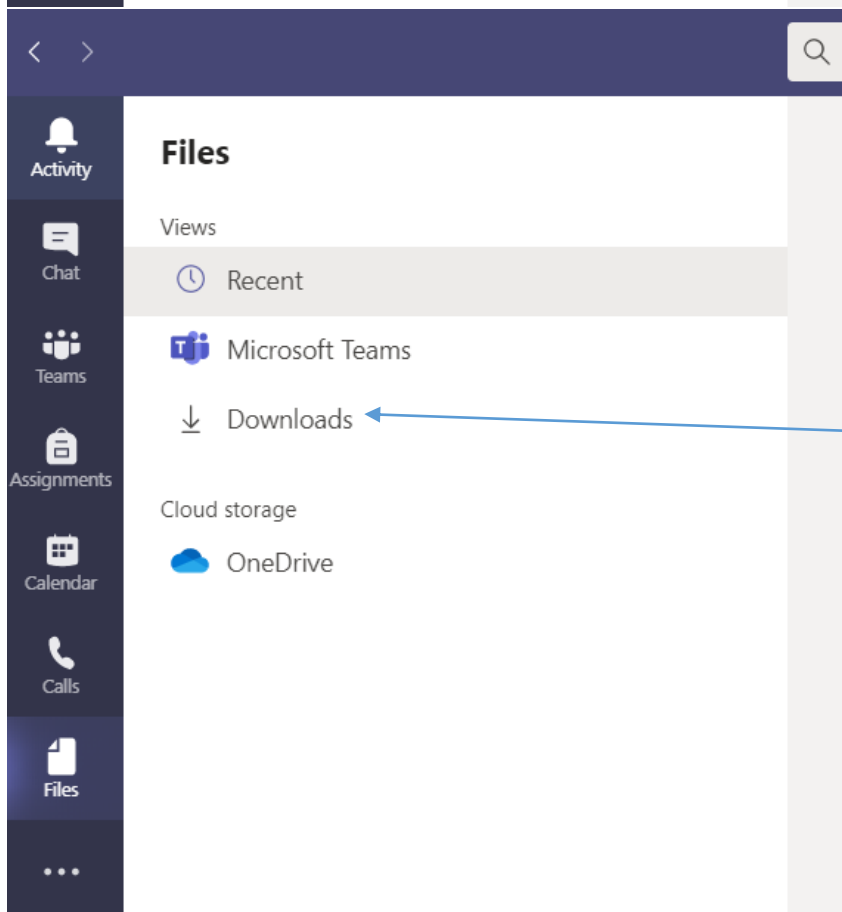 Activity
Chat
Teams
Assignments
Calendar
Calls
Files
Files
Views
Recent
Microsoft Teams
Downloads
Cloud storage
OneDrive